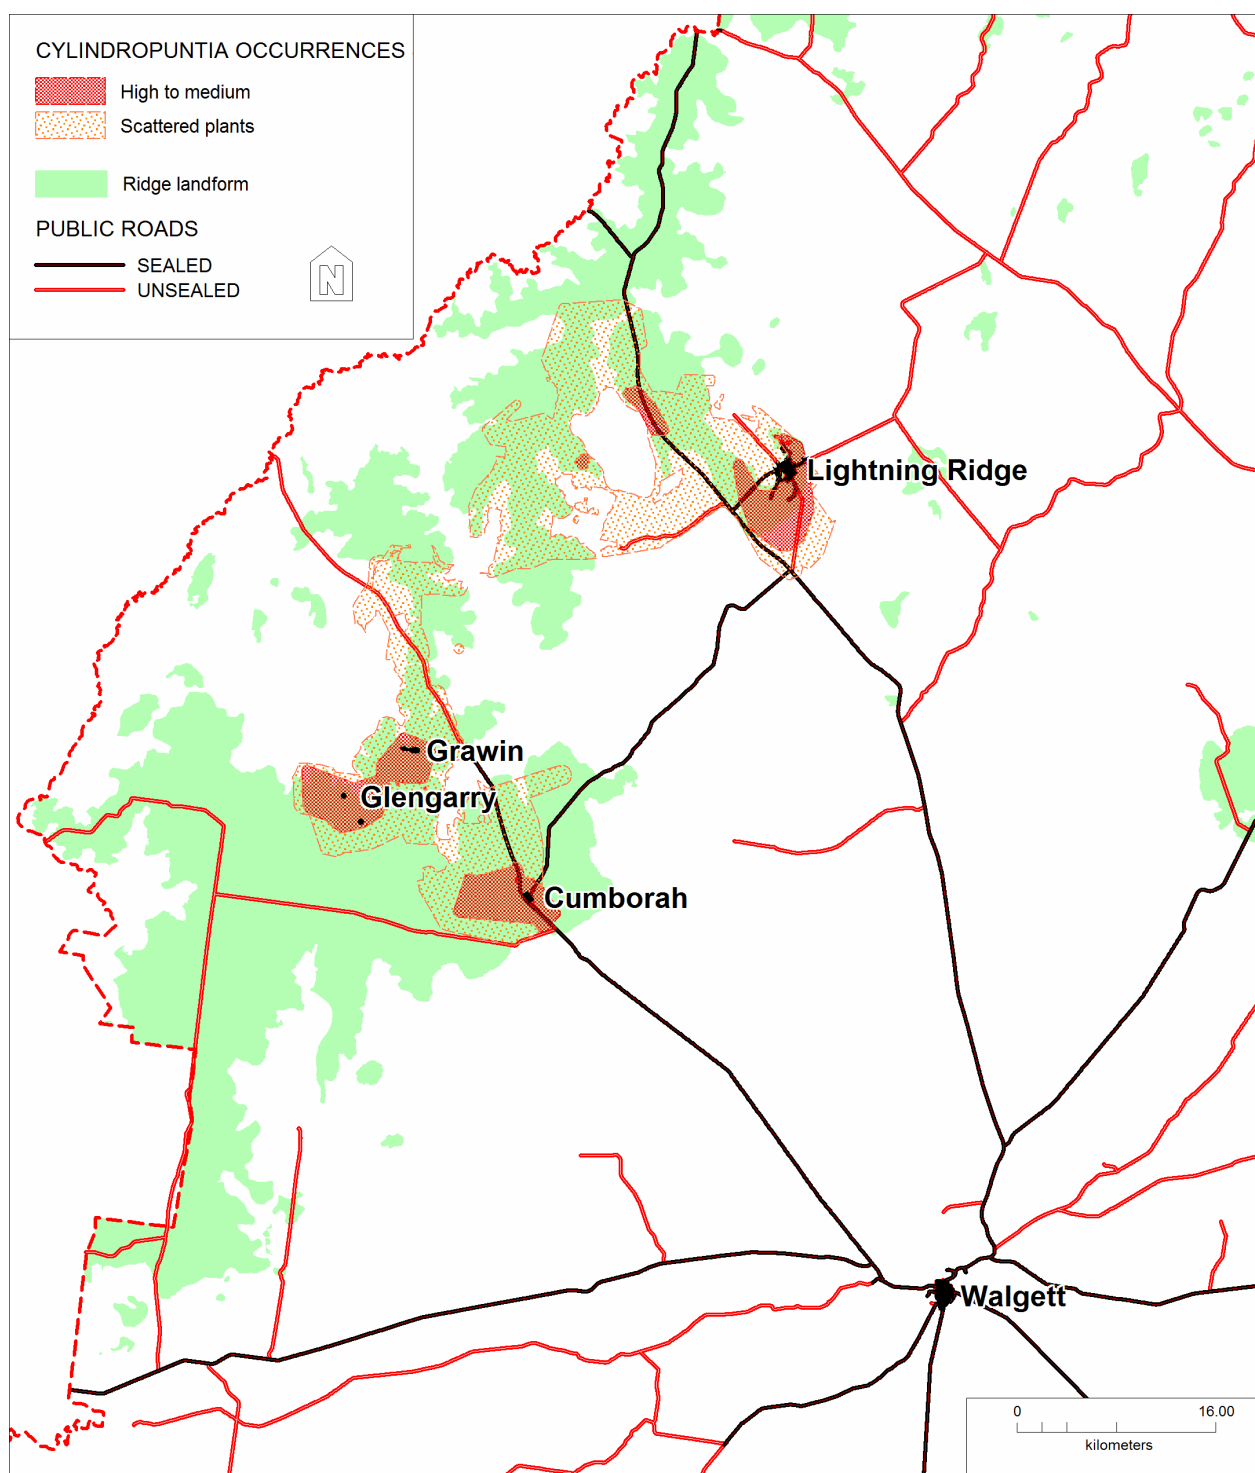 CYLINDROPUNTIA OCCURRENCES
High to medium
Scattered plants
Ridge landform
PUBLIC ROADS
SEALED
UNSEALED
N
Lightning Ridge
Grawin
Glengarry
Cumborah
Walgett
0 16.00
kilometers